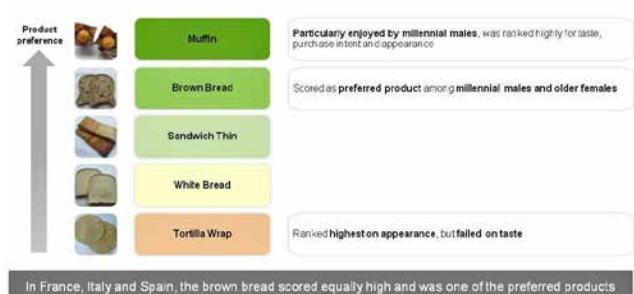 Product
preference
Muffin
Particularly enjoyed by millennial males, was ranked highly for taste,
purchase intent and appearance
Brown Bread
Scored as preferred product among millennial males and older females
Sandwich Thin
White Bread
Tortilla Wrap
Ranked highest on appearance, but failed on taste
In France, Italy and Spain, the brown bread scored equally high and was one of the preferred products